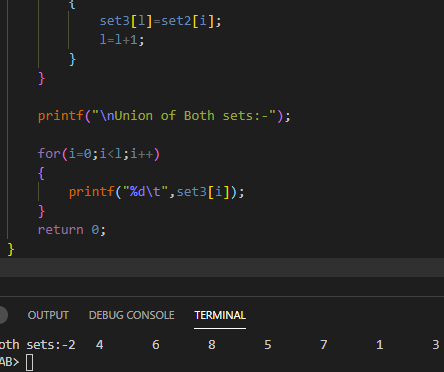 {
set3[l]=set2[i];
l=l+1;
}
}
printf("\nUnion of Both sets:-");
for(i=0;i<l;i++)
{
printf("%d\t",set3[i]);
}
return 0;
}
OUTPUT DEBUG CONSOLE TERMINAL
oth sets:-2 4 6 8 5 7 1 3
AB>